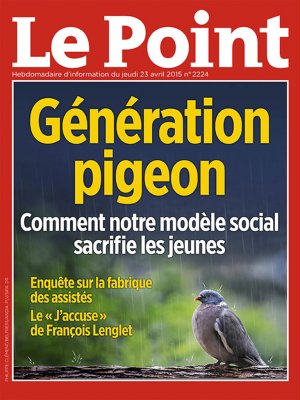 Le Point
Hebdomadaire d'information du jeudi 23 avril 2015 n° 2224
Génération
pigeon
Comment notre modèle social
sacrifie les jeunes
Enquête sur la fabrique
des assistés
Le « J'accuse »
de François Lenglet